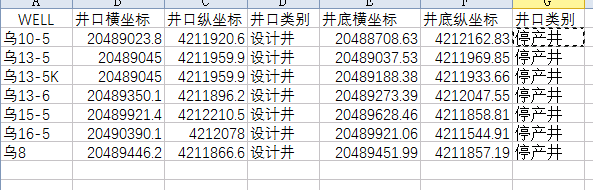 A B C D E F G
WELL 井口横坐标 井口纵坐标 井口类别 井底横坐标 井底纵坐标 井口类别
乌10-5 20489023.8 4211920.6 设计井 20488708.63 4212162.83 停产井
乌13-5 20489045 4211959.9 设计井 20489037.53 4211969.85 停产井
乌13-5K 20489045 4211959.9 设计井 20489188.38 4211933.66 停产井
乌13-6 20489350.1 4211896.2 设计井 20489273.39 4212047.55 停产井
乌15-5 20489921.4 4212210.5 设计井 20489628.46 4211858.81 停产井
乌16-5 20490390.1 4212078 设计井 20489921.06 4211544.91 停产井
乌8 20489446.2 4211866.6 设计井 20489451.99 4211857.19 停产井